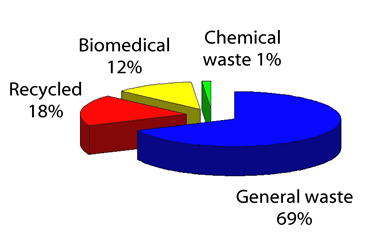 Biomedical
12%
Chemical
waste 1%
Recycled
18%
General waste
69%